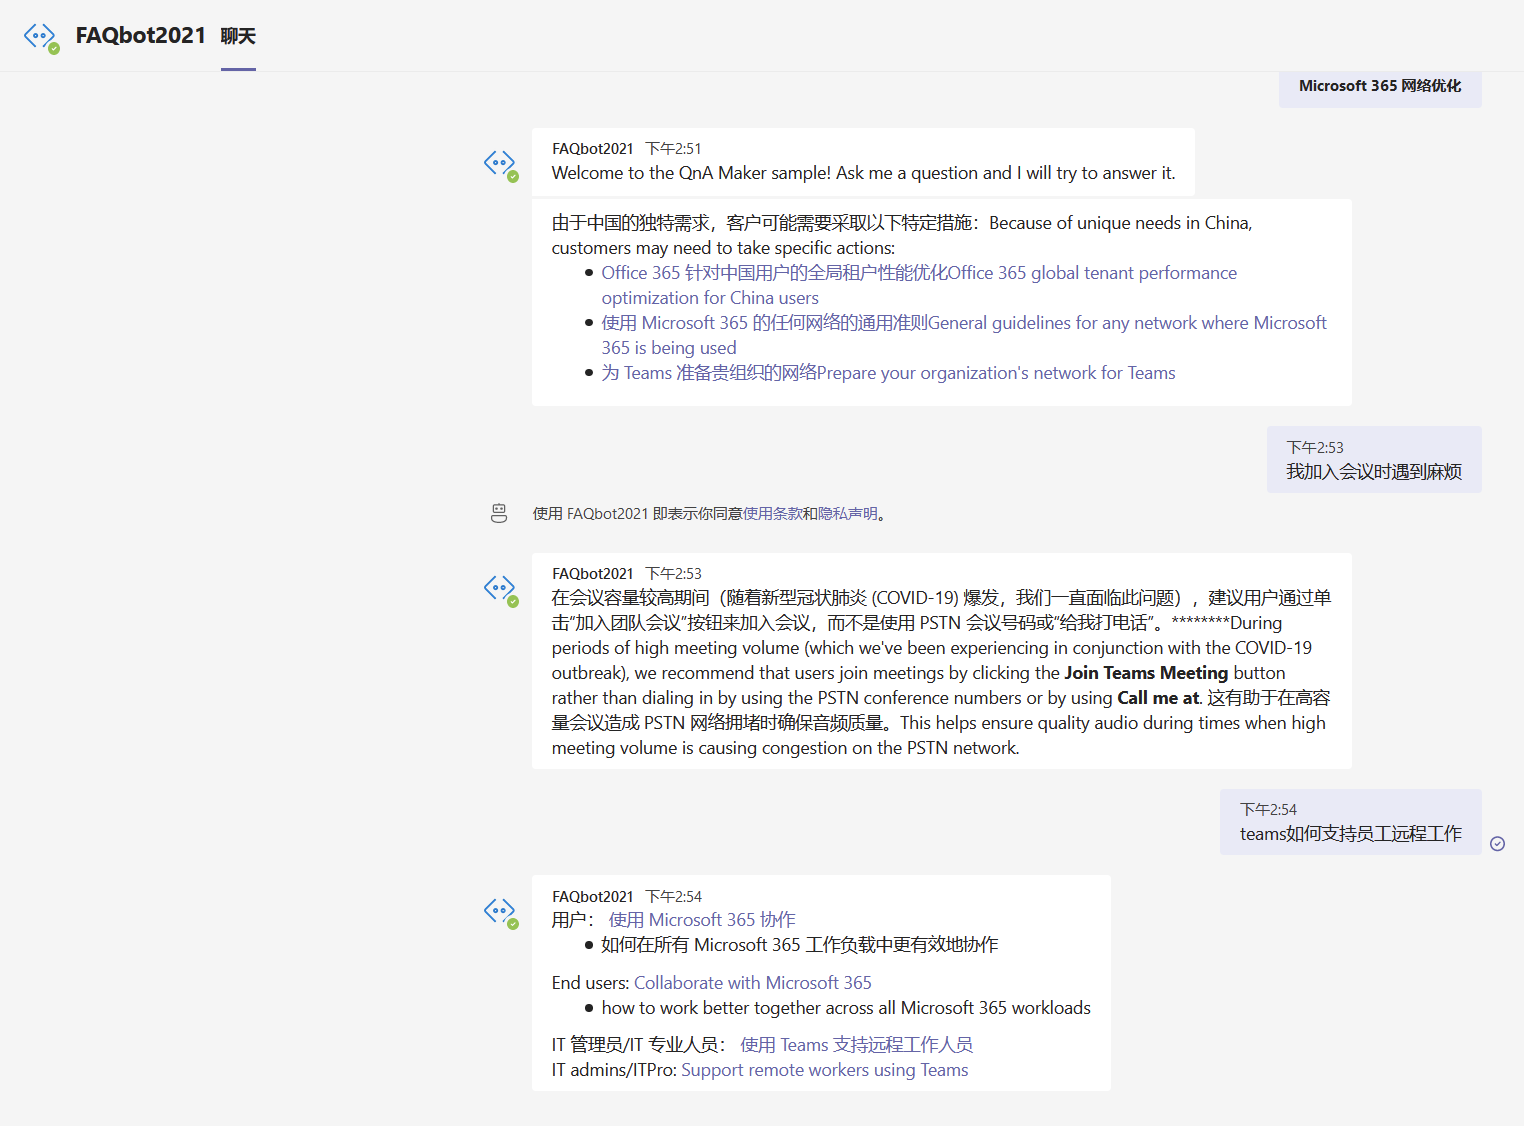 FAQbot2021 聊天
Microsoft 365 网络优化
FAQbot2021 下午2:51
Welcome to the QnA Maker sample! Ask me a question and I will try to answer it.
由于中国的独特需求，客户可能需要采取以下特定措施：Because of unique needs in China,
customers may need to take specific actions:
Office 365 针对中国用户的全局租户性能优化Office 365 global tenant performance
optimization for China users
使用 Microsoft 365 的任何网络的通用准则General guidelines for any network where Microsoft
365 is being used
为 Teams 准备贵组织的网络Prepare your organization's network for Teams
下午2:53
我加入会议时遇到麻烦
使用 FAQbot2021 即表示你同意使用条款和隐私声明。
FAQbot2021 下午2:53
在会议容量较高期间（随着新型冠状肺炎 (COVID-19) 爆发，我们一直面临此问题），建议用户通过单
击“加入团队会议”按钮来加入会议，而不是使用 PSTN 会议号码或“给我打电话”。********During
periods of high meeting volume (which we've been experiencing in conjunction with the COVID-19
outbreak), we recommend that users join meetings by clicking the Join Teams Meeting button
rather than dialing in by using the PSTN conference numbers or by using Call me at. 这有助于在高容
量会议造成 PSTN 网络拥堵时确保音频质量。This helps ensure quality audio during times when high
meeting volume is causing congestion on the PSTN network.
下午2:54
teams如何支持员工远程工作
FAQbot2021 下午2:54
用户： 使用 Microsoft 365 协作
如何在所有 Microsoft 365 工作负载中更有效地协作
End users: Collaborate with Microsoft 365
how to work better together across all Microsoft 365 workloads
IT 管理员/IT 专业人员： 使用 Teams 支持远程工作人员
IT admins/ITPro: Support remote workers using Teams